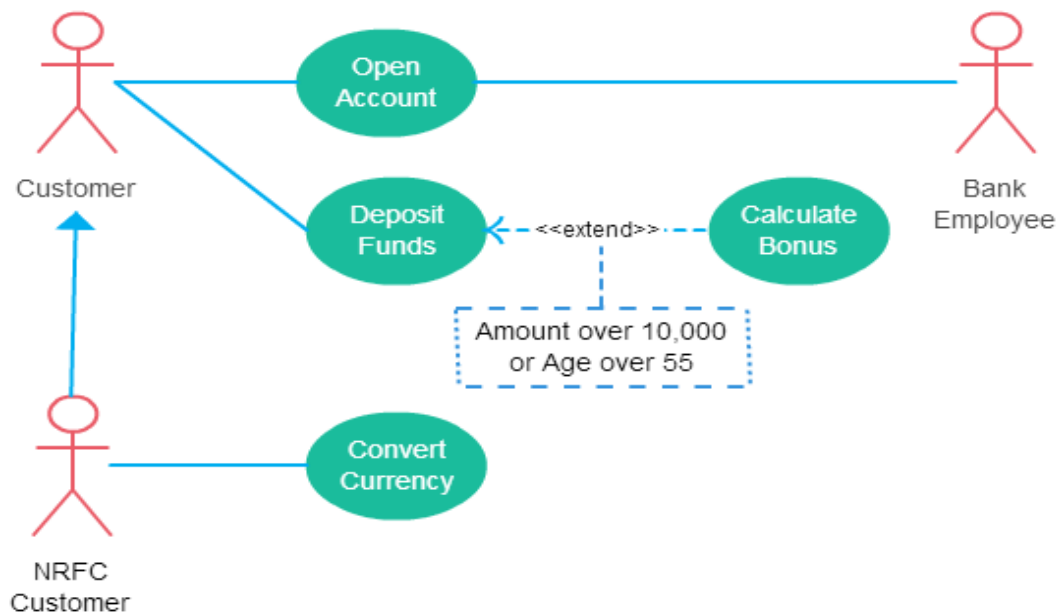 Open
Account
Customer
Bank
Employee
Deposit
Funds
<<extend>>
Calculate
Bonus
Amount over 10,000
or Age over 55
Convert
Currency
NRFC
Customer